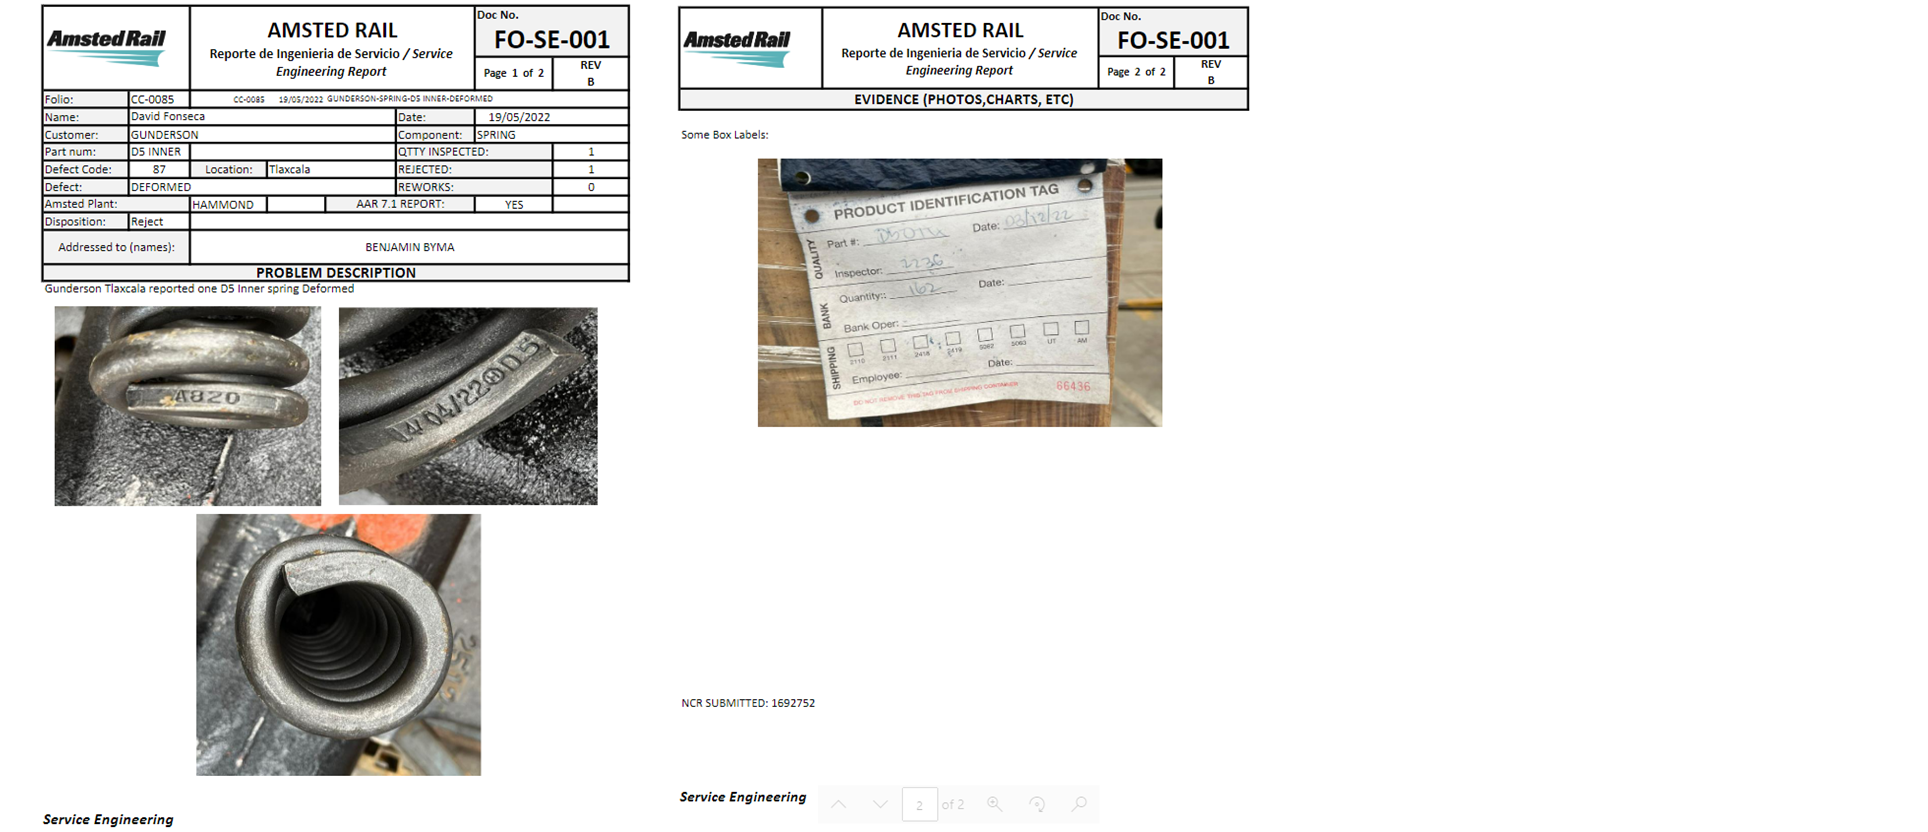 AmstedRail
AMSTED RAIL
Reporte de Ingenieria de Servicio / Service
Engineering Report
Doc No.
FO-SE-001
Page 1 of 2
REV
B
Folio: CC-0085 CC-0085 19/05/2022 GUNDERSON-SPRING-D5 INNER-DEFORMED
Name: David Fonseca Date: 19/05/2022
Customer: GUNDERSON Component: SPRING
Part num: D5 INNER QTTY INSPECTED: 1
Defect Code: 87 Location: Tlaxcala REJECTED: 1
Defect: DEFORMED REWORKS: 0
Amsted Plant: HAMMOND AAR 7.1 REPORT: YES
Disposition: Reject
Addressed to (names): BENJAMIN BYMA
PROBLEM DESCRIPTION
Gunderson Tlaxcala reported one D5 Inner spring Deformed
A820
04/22 D5
Service Engineering
AmstedRail
AMSTED RAIL
Reporte de Ingenieria de Servicio / Service
Engineering Report
Doc No.
FO-SE-001
Page 2 of 2
REV
B
EVIDENCE (PHOTOS,CHARTS, ETC)
Some Box Labels:
PRODUCT IDENTIFICATION TAG
QUALITY
Part #: Date: 03/12/22
Inspector: 2236
BANK
Quantity:: 162 Date:
Bank Oper:
SHIPPING
2110 2111 2418 2419 5062 5063 UT AM
Employee: Date:
DO NOT REMOVE THIS TAG FROM SHIPPING CONTAINER 66436
NCR SUBMITTED: 1692752
Service Engineering
2 of 2